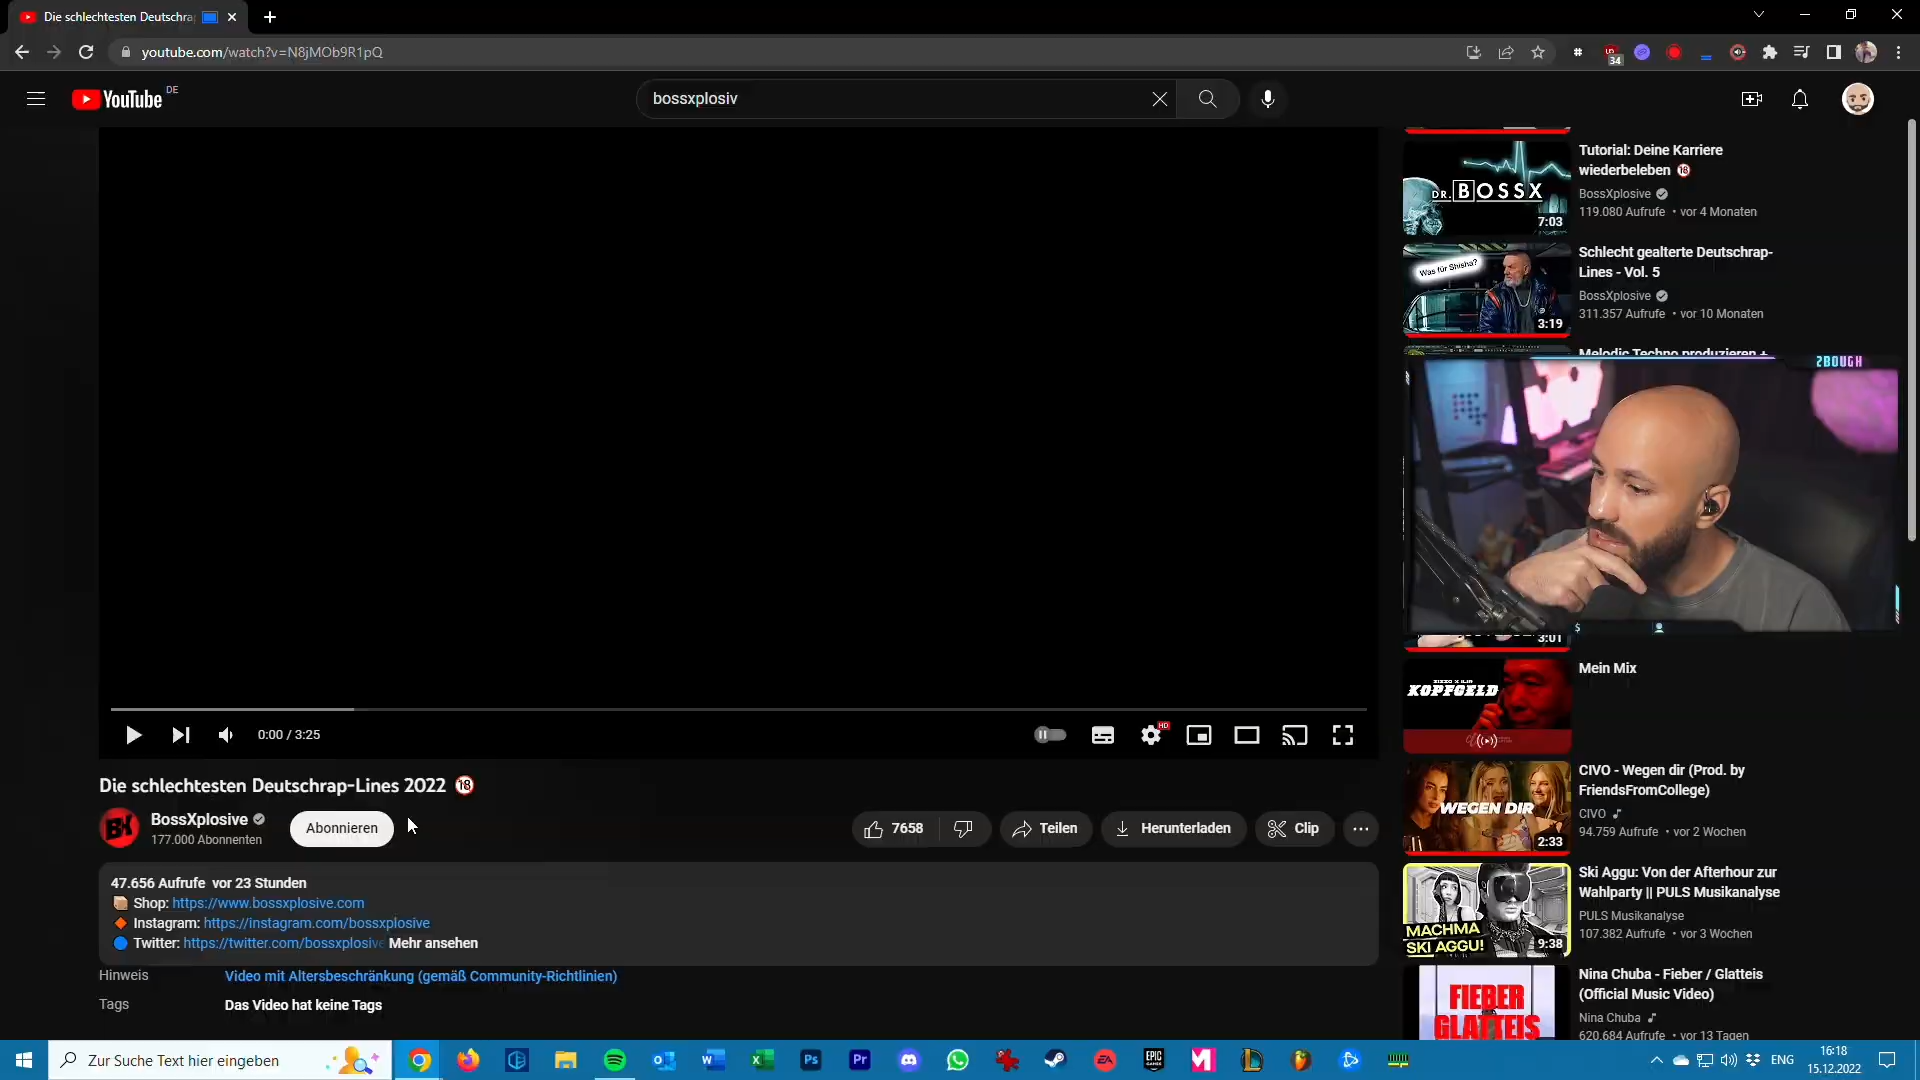 Die schlechtesten Deutschra
youtube.com/watch?v=N8jMOb9R1pQ
34
YouTube DE
bossxplosiv
0:00 / 3:25
HD
Die schlechtesten Deutschrap-Lines 2022 🔞
BossXplosive
177.000 Abonnenten
Abonnieren
7658
Teilen
Herunterladen
Clip
47.656 Aufrufe vor 23 Stunden
Shop: https://www.bossxplosive.com
Instagram: https://instagram.com/bossxplosive
Twitter: https://twitter.com/bossxplosive Mehr ansehen
Hinweis
Video mit Altersbeschränkung (gemäß Community-Richtlinien)
Tags
Das Video hat keine Tags
DR. BOSSX
7:03
Tutorial: Deine Karriere
wiederbeleben 🔞
BossXplosive
119.080 Aufrufe • vor 4 Monaten
Was für Shisha?
3:19
Schlecht gealterte Deutschrap-
Lines - Vol. 5
BossXplosive
311.357 Aufrufe • vor 10 Monaten
Melodic Techno produzieren +
2BOUGH
3:01
KOPFGELD
Mein Mix
WEGEN DIR
2:33
CIVO - Wegen dir (Prod. by
FriendsFromCollege)
CIVO
94.759 Aufrufe • vor 2 Wochen
MACHMA
SKI AGGU!
9:38
Ski Aggu: Von der Afterhour zur
Wahlparty || PULS Musikanalyse
PULS Musikanalyse
107.382 Aufrufe • vor 3 Wochen
FIEBER
GLATTEIS
Nina Chuba - Fieber / Glatteis
(Official Music Video)
Nina Chuba
620.684 Aufrufe • vor 13 Tagen
Zur Suche Text hier eingeben
ENG
16:18
15.12.2022